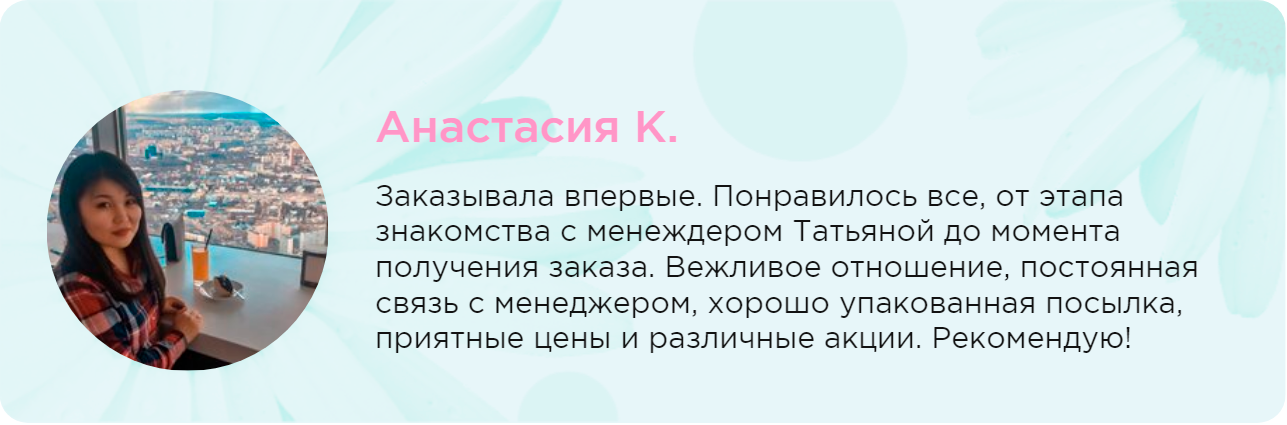 Анастасия К.
Заказывала впервые. Понравилось все, от этапа
знакомства с менеждером Татьяной до момента
получения заказа. Вежливое отношение, постоянная
связь с менеджером, хорошо упакованная посылка,
приятные цены и различные акции. Рекомендую!